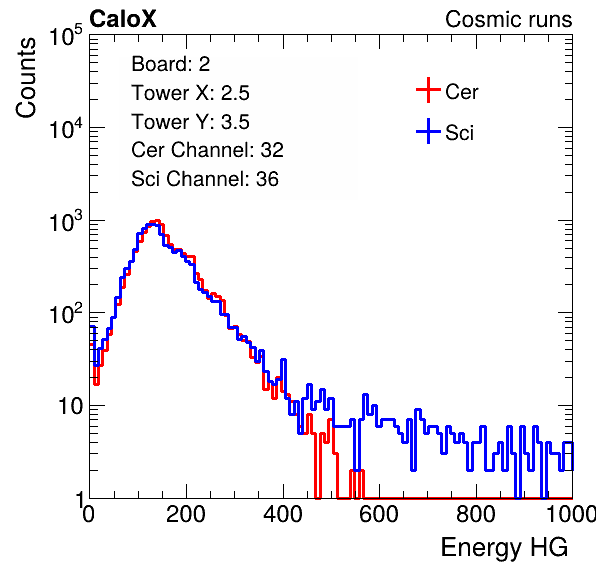 CaloX Cosmic runs
Counts
10^5
10^4
10^3
10^2
10
1
Board: 2
Tower X: 2.5
Tower Y: 3.5
Cer Channel: 32
Sci Channel: 36
Cer
Sci
0 200 400 600 800 1000
Energy HG